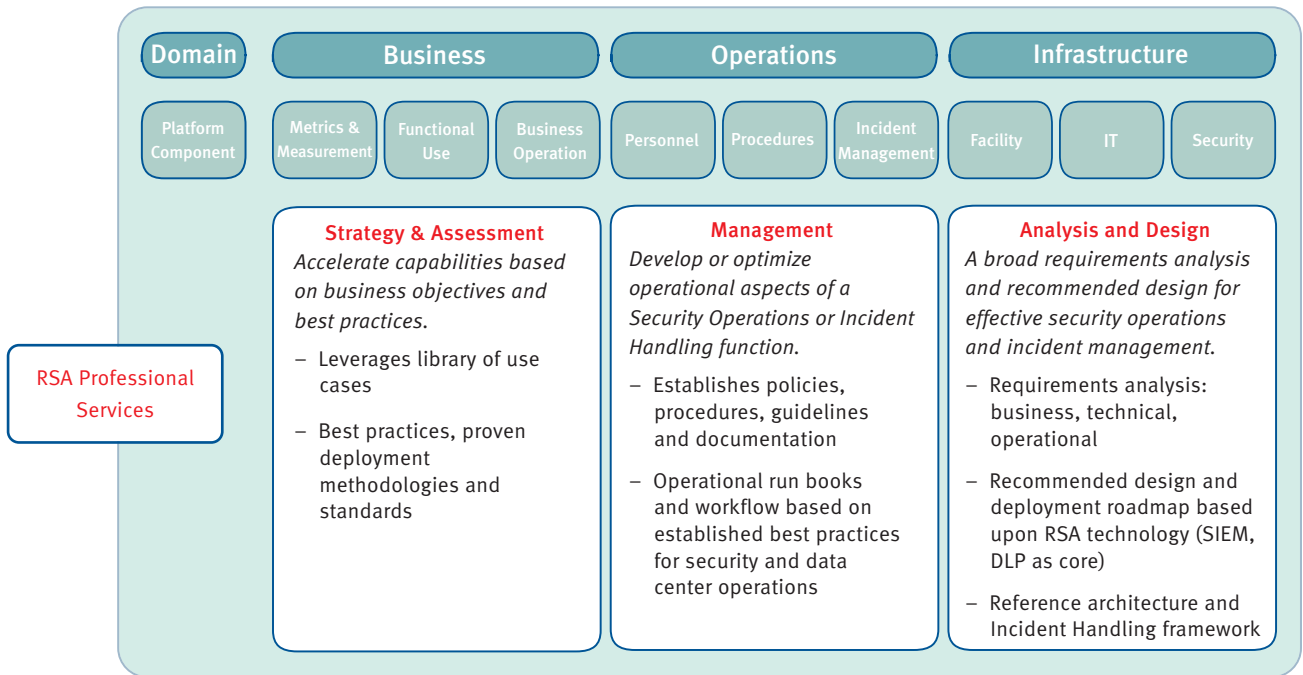 Domain
Business
Operations
Infrastructure
Platform
Component
Metrics &
Measurement
Functional
Use
Business
Operation
Personnel
Procedures
Incident
Management
Facility
IT
Security
RSA Professional
Services
Strategy & Assessment
Accelerate capabilities based
on business objectives and
best practices.
– Leverages library of use
cases
– Best practices, proven
deployment
methodologies and
standards
Management
Develop or optimize
operational aspects of a
Security Operations or Incident
Handling function.
– Establishes policies,
procedures, guidelines
and documentation
– Operational run books
and workflow based on
established best practices
for security and data
center operations
Analysis and Design
A broad requirements analysis
and recommended design for
effective security operations
and incident management.
– Requirements analysis:
business, technical,
operational
– Recommended design and
deployment roadmap based
upon RSA technology (SIEM,
DLP as core)
– Reference architecture and
Incident Handling framework